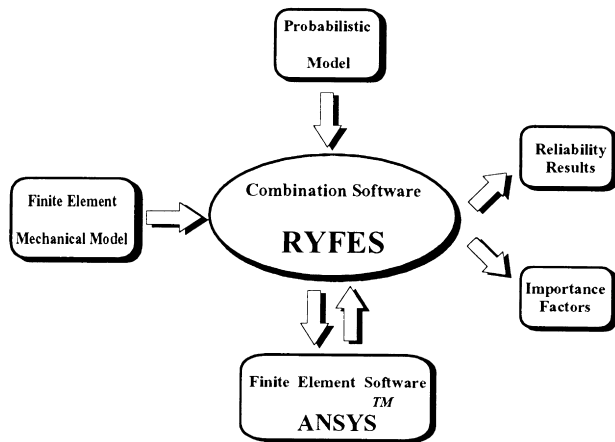 Probabilistic
Model
Finite Element
Mechanical Model
Combination Software
RYFES
Reliability
Results
Importance
Factors
Finite Element Software
TM
ANSYS